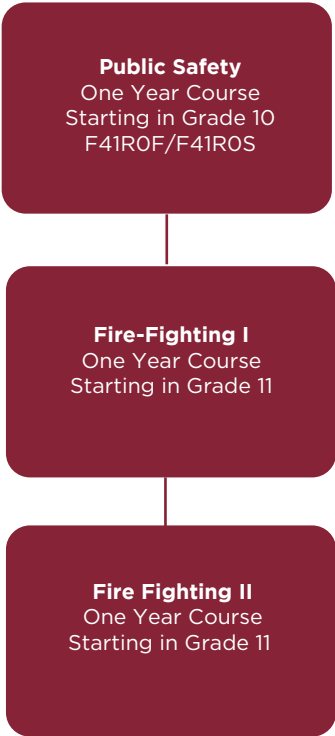 Public Safety
One Year Course
Starting in Grade 10
F41R0F/F41R0S
Fire-Fighting I
One Year Course
Starting in Grade 11
Fire Fighting II
One Year Course
Starting in Grade 11